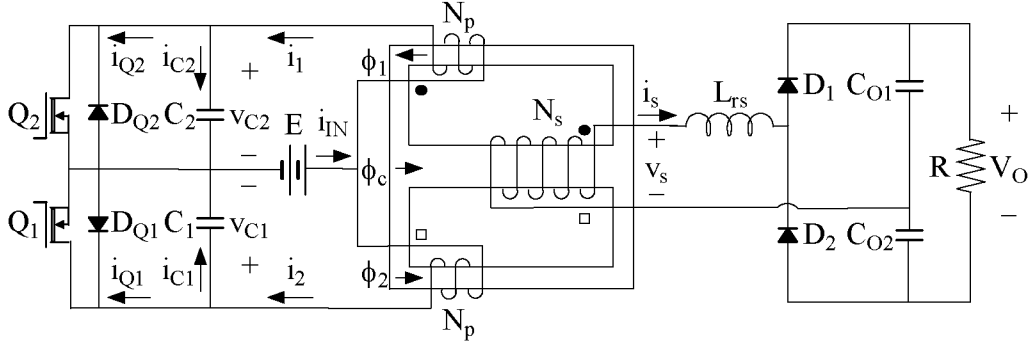 N_p
i_Q2 i_C2 i_1 ϕ_1
Q_2 D_Q2 C_2 v_C2 E i_IN N_s i_s L_rs D_1 C_O1
+ − + −
ϕ_c v_s R V_O
Q_1 D_Q1 C_1 v_C1 D_2 C_O2
− + + −
i_Q1 i_C1 i_2 ϕ_2
N_p